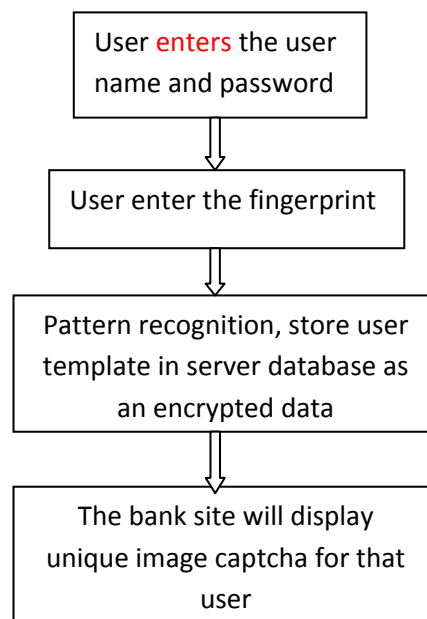 User enters the user
name and password
User enter the fingerprint
Pattern recognition, store user
template in server database as
an encrypted data
The bank site will display
unique image captcha for that
user